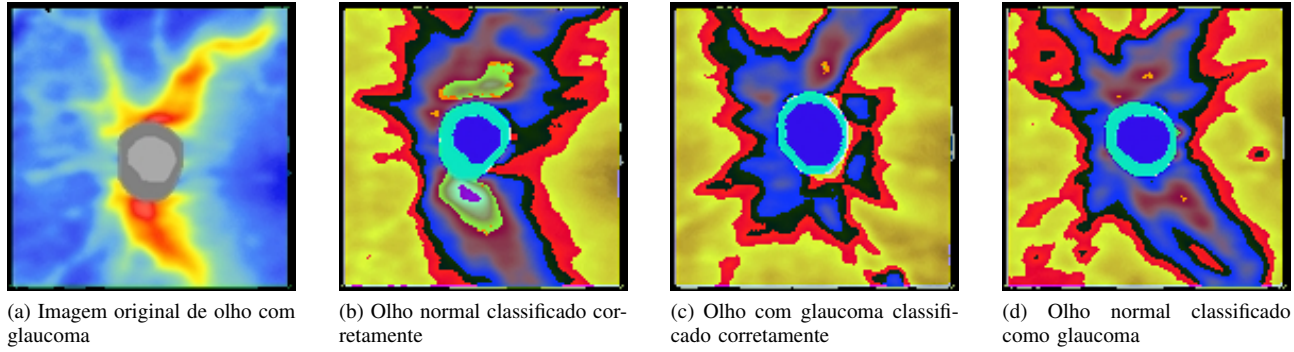 (a) Imagem original de olho com
glaucoma
(b) Olho normal classificado cor-
retamente
(c) Olho com glaucoma classifi-
cado corretamente
(d) Olho normal classificado
como glaucoma